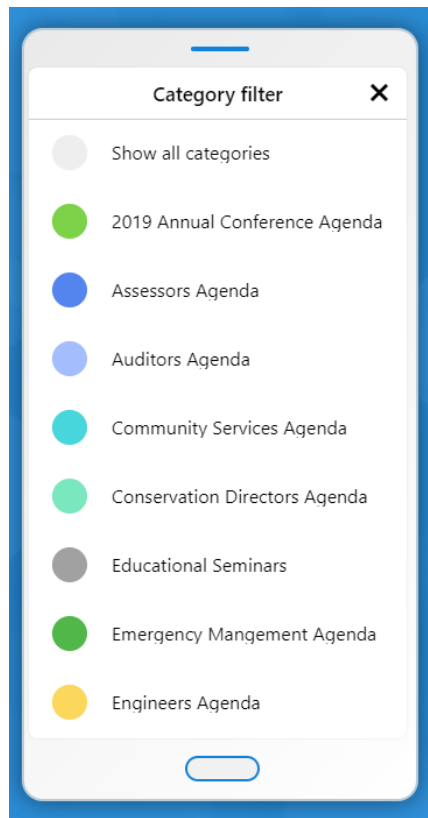 Category filter
Show all categories
2019 Annual Conference Agenda
Assessors Agenda
Auditors Agenda
Community Services Agenda
Conservation Directors Agenda
Educational Seminars
Emergency Mangement Agenda
Engineers Agenda